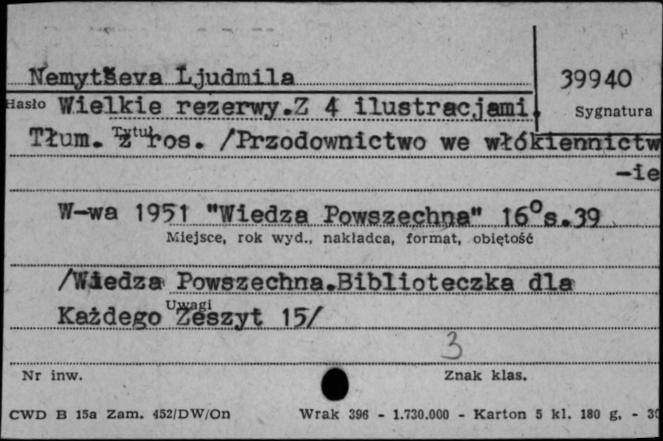 Nemytševa Ljudmila 39940
Hasło Wielkie rezerwy.Z 4 ilustracjami. Sygnatura
Tytuł
Tłum. z ros. /Przodownictwo we włókiennictw
-ie
W-wa 1951 "Wiedza Powszechna" 16°s.39
Miejsce, rok wyd., nakładca, format, objętość
/Wiedza Powszechna.Biblioteczka dla
Uwagi
Każdego Zeszyt 15/
3
Nr inw. Znak klas.
CWD B 15a Zam. 452/DW/On Wrak 396 - 1.730.000 - Karton 5 kl. 180 g, -